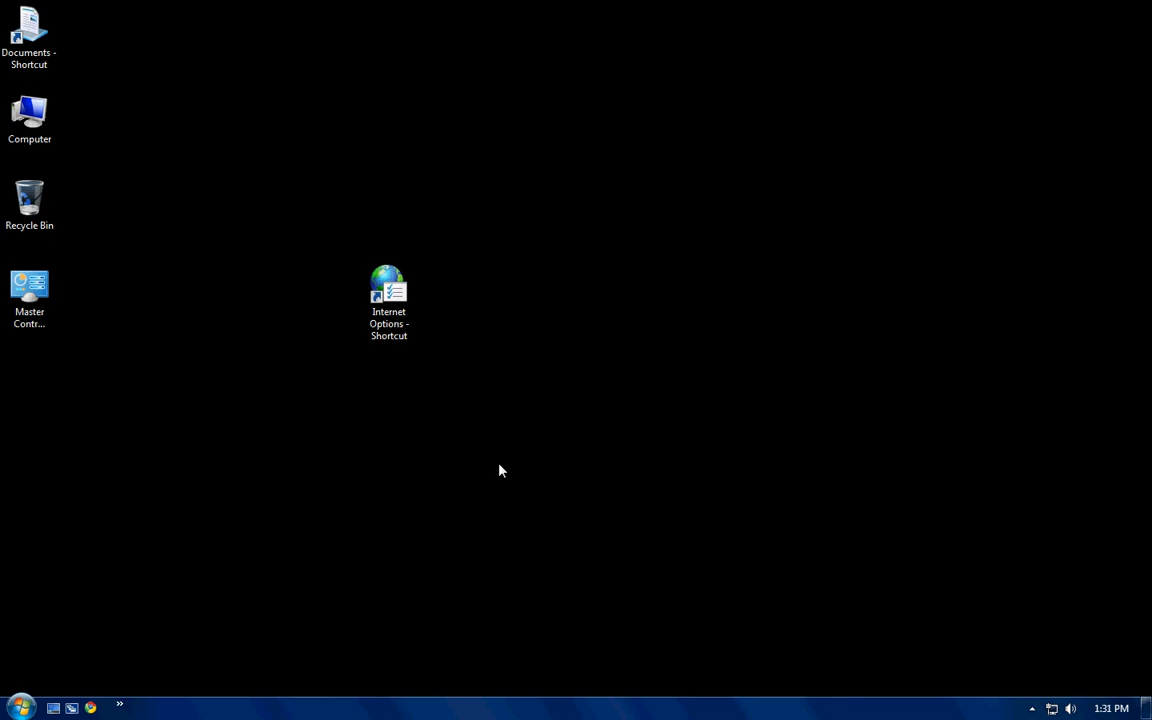 Documents -
Shortcut
Computer
Recycle Bin
Master
Contr...
Internet
Options -
Shortcut
1:31 PM